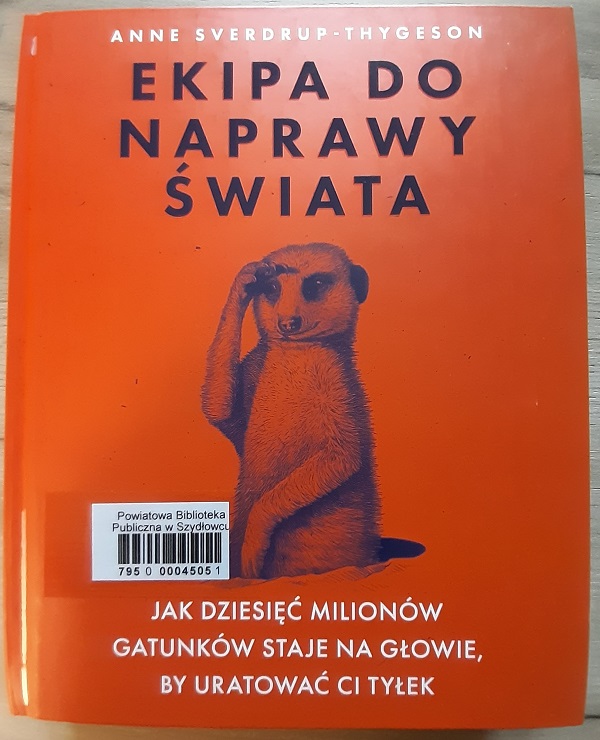 ANNE SVERDRUP-THYGESON
EKIPA DO
NAPRAWY
ŚWIATA
Powiatowa Biblioteka
Publiczna w Szydłowcu
795 0 0004505 1
JAK DZIESIĘĆ MILIONÓW
GATUNKÓW STAJE NA GŁOWIE,
BY URATOWAĆ CI TYŁEK